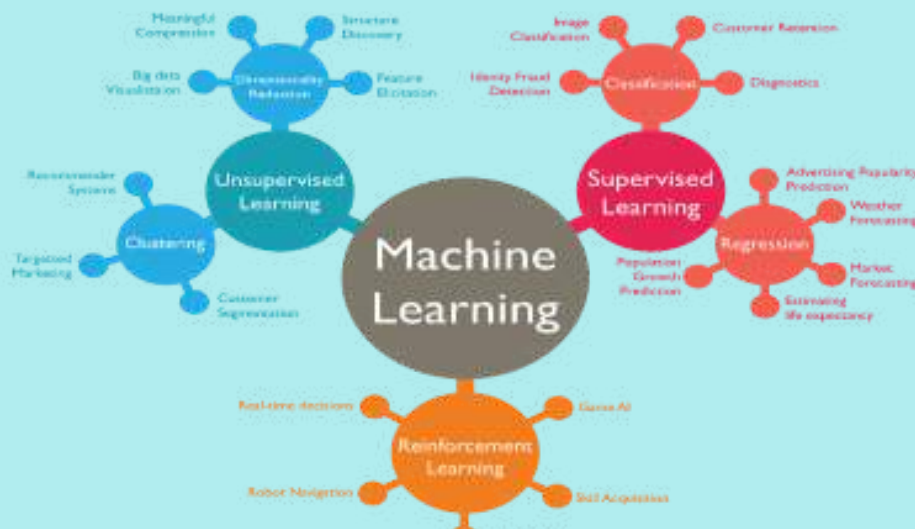 Meaningful
Compression
Structure
Discovery
Big data
Visualisation
Dimensionality
Reduction
Feature
Elicitation
Recommender
Systems
Unsupervised
Learning
Clustering
Targetted
Marketing
Customer
Segmentation
Image
Classification
Customer Retention
Identity Fraud
Detection
Classification
Diagnostics
Supervised
Learning
Advertising Popularity
Prediction
Weather
Forecasting
Regression
Population
Growth
Prediction
Market
Forecasting
Estimating
life expectancy
Machine
Learning
Real-time decisions
Game AI
Reinforcement
Learning
Robot Navigation
Skill Acquisition